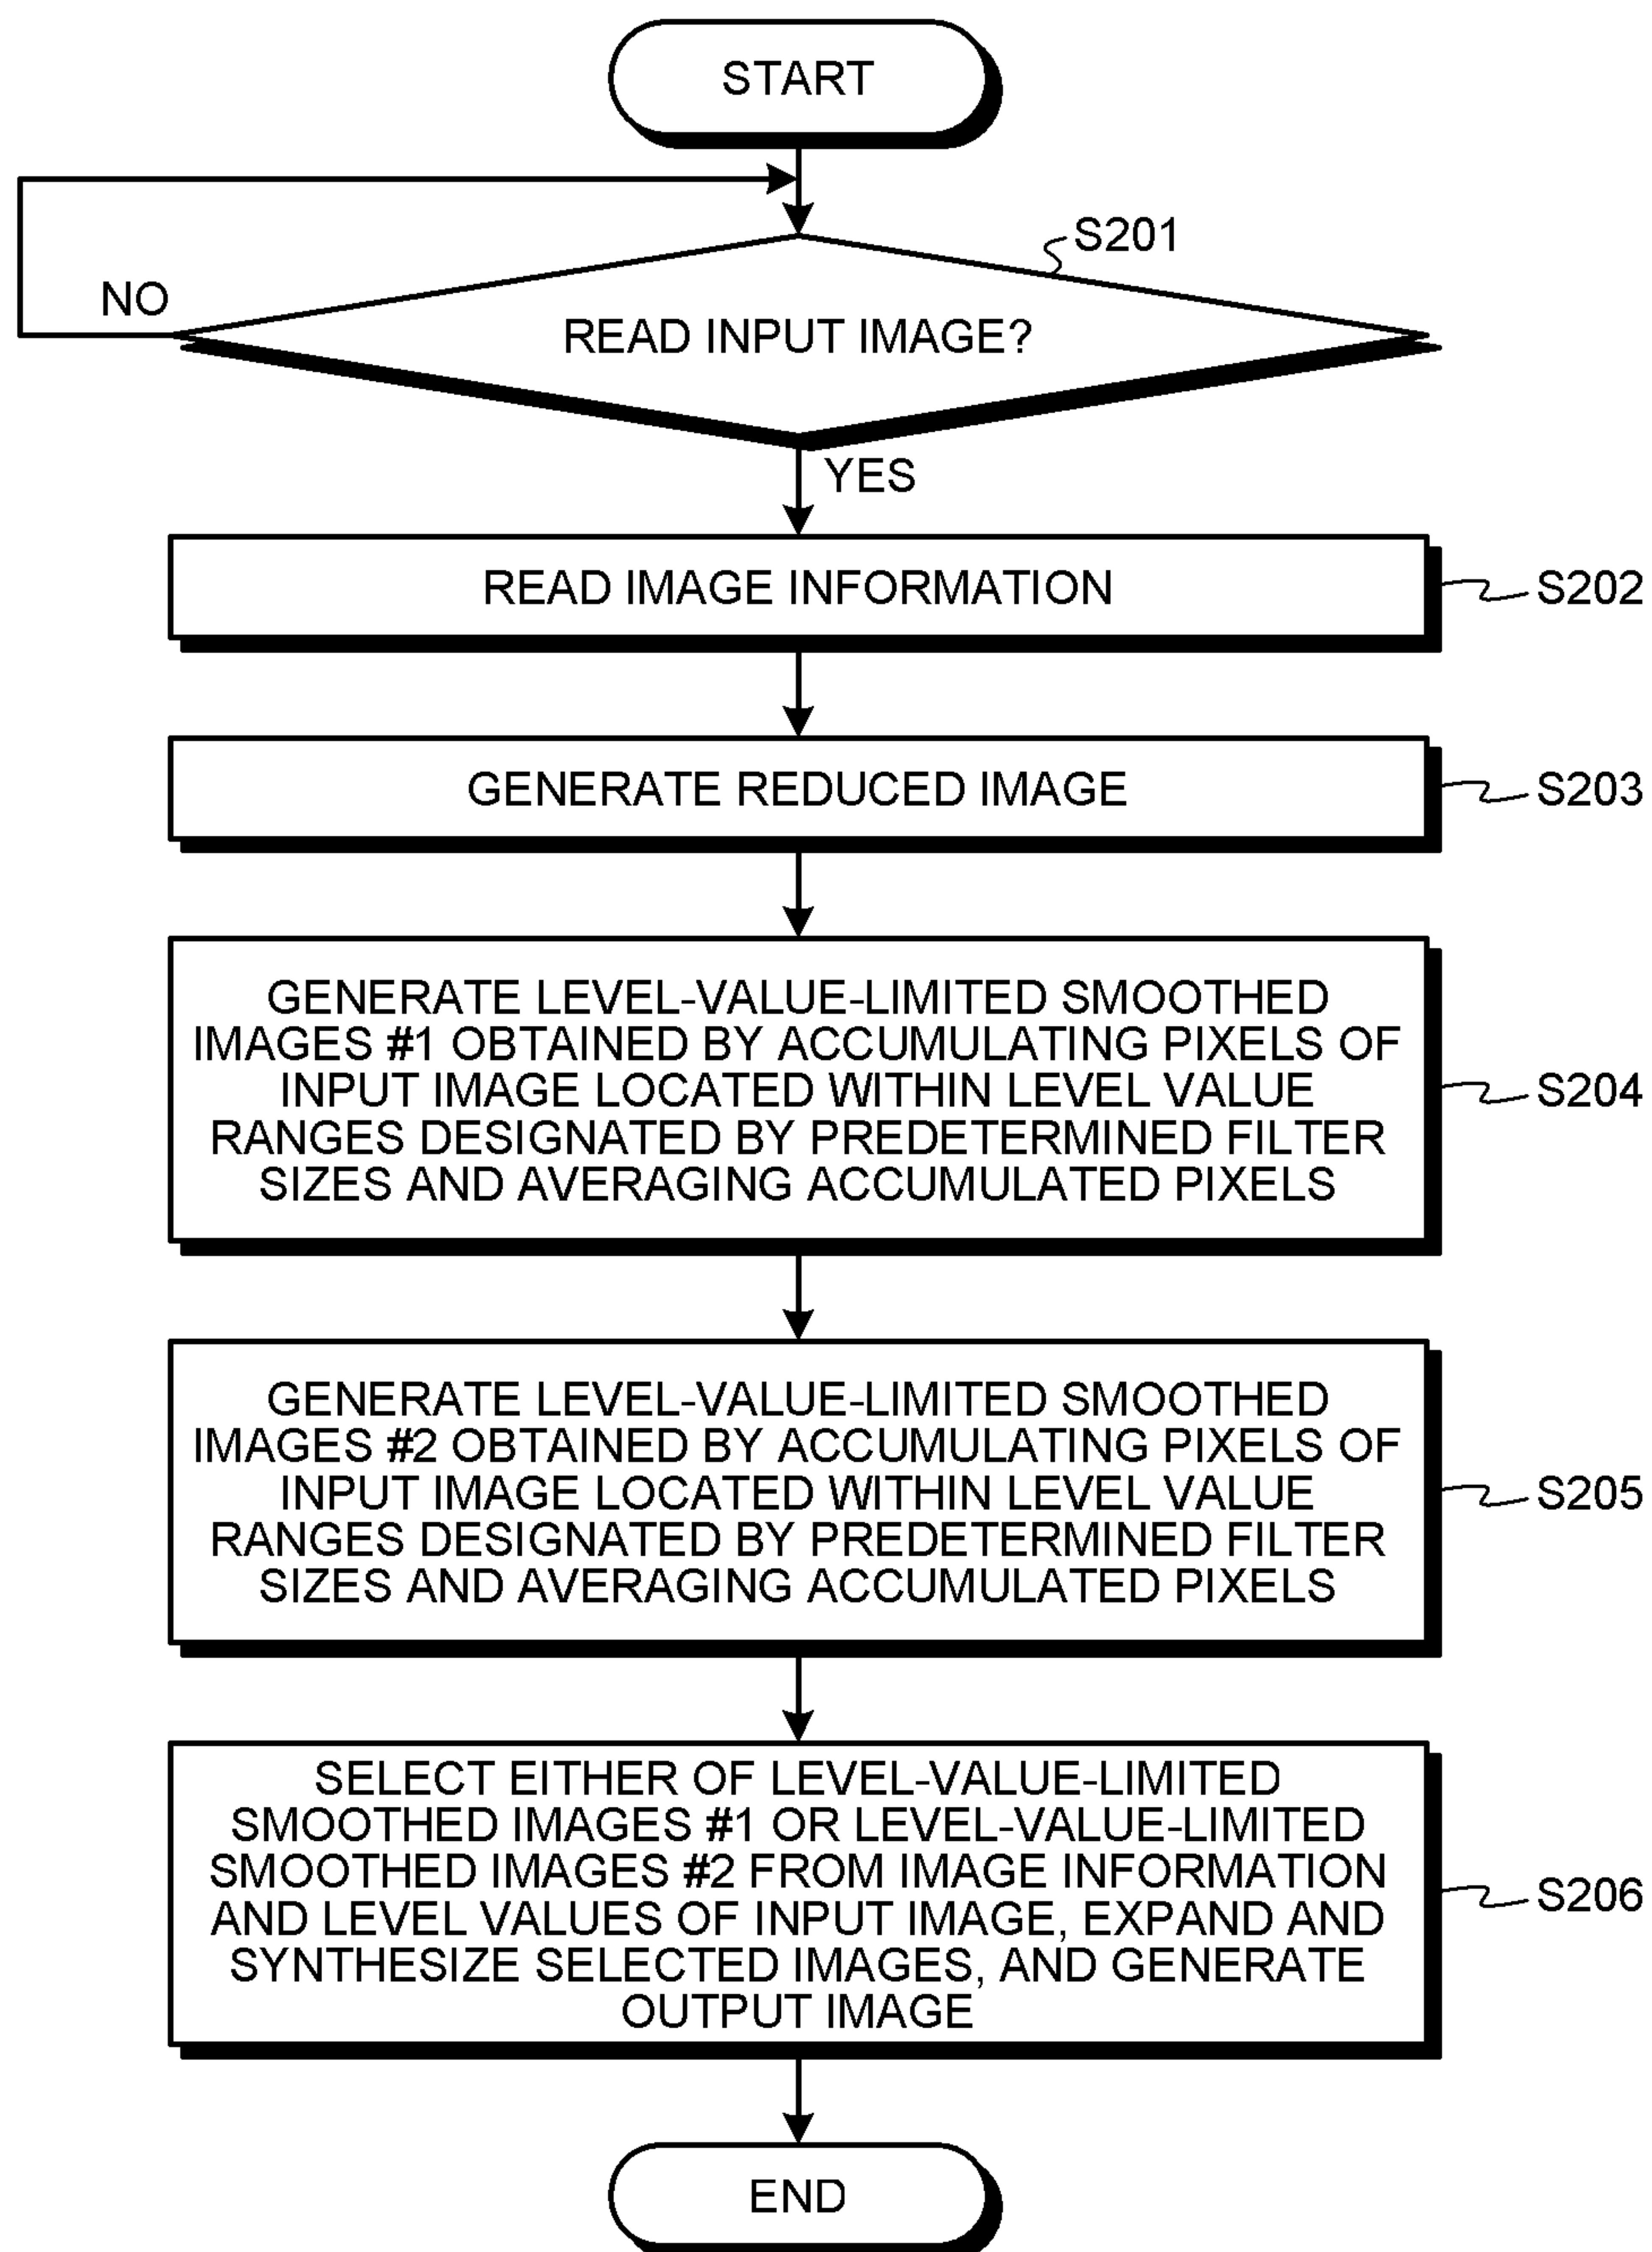 START
S201
NO
READ INPUT IMAGE?
YES
READ IMAGE INFORMATION
S202
GENERATE REDUCED IMAGE
S203
GENERATE LEVEL-VALUE-LIMITED SMOOTHED
IMAGES #1 OBTAINED BY ACCUMULATING PIXELS OF
INPUT IMAGE LOCATED WITHIN LEVEL VALUE
RANGES DESIGNATED BY PREDETERMINED FILTER
SIZES AND AVERAGING ACCUMULATED PIXELS
S204
GENERATE LEVEL-VALUE-LIMITED SMOOTHED
IMAGES #2 OBTAINED BY ACCUMULATING PIXELS OF
INPUT IMAGE LOCATED WITHIN LEVEL VALUE
RANGES DESIGNATED BY PREDETERMINED FILTER
SIZES AND AVERAGING ACCUMULATED PIXELS
S205
SELECT EITHER OF LEVEL-VALUE-LIMITED
SMOOTHED IMAGES #1 OR LEVEL-VALUE-LIMITED
SMOOTHED IMAGES #2 FROM IMAGE INFORMATION
AND LEVEL VALUES OF INPUT IMAGE, EXPAND AND
SYNTHESIZE SELECTED IMAGES, AND GENERATE
OUTPUT IMAGE
S206
END